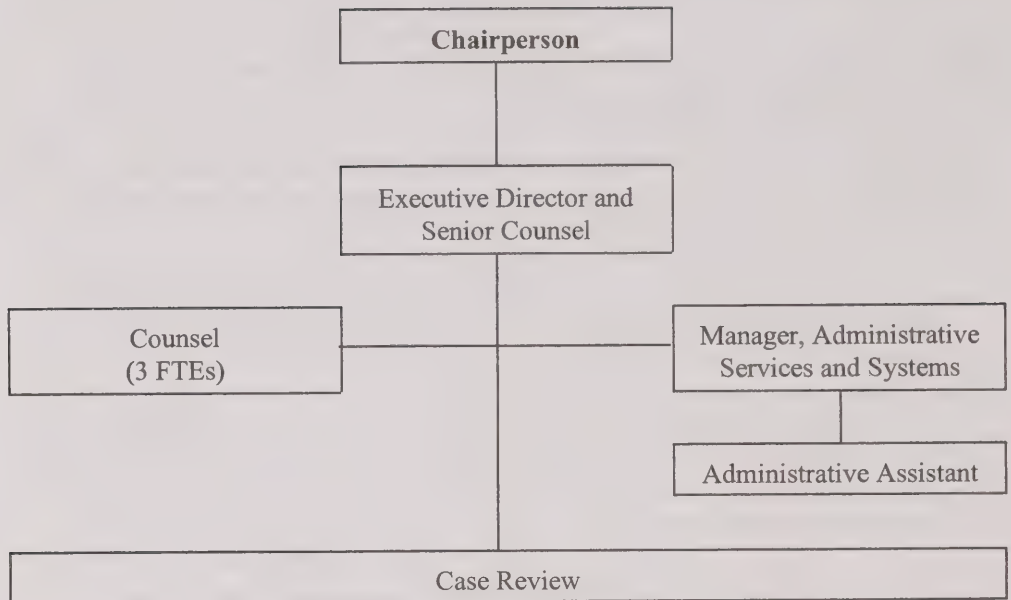 Chairperson
Executive Director and
Senior Counsel
Counsel
(3 FTEs)
Manager, Administrative
Services and Systems
Administrative Assistant
Case Review